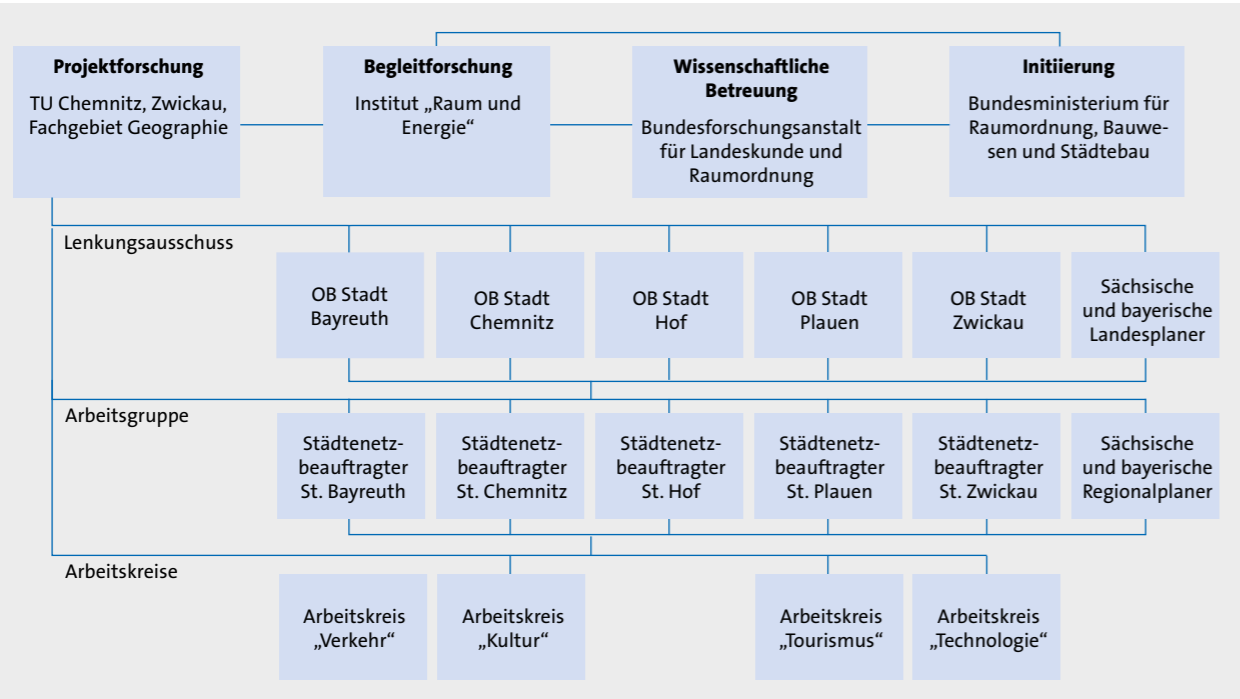 Projektforschung
TU Chemnitz, Zwickau,
Fachgebiet Geographie
Begleitforschung
Institut „Raum und
Energie“
Wissenschaftliche
Betreuung
Bundesforschungsanstalt
für Landeskunde und
Raumordnung
Initiierung
Bundesministerium für
Raumordnung, Bauwe-
sen und Städtebau
Lenkungsausschuss
OB Stadt
Bayreuth
OB Stadt
Chemnitz
OB Stadt
Hof
OB Stadt
Plauen
OB Stadt
Zwickau
Sächsische
und bayerische
Landesplaner
Arbeitsgruppe
Städtenetz-
beauftragter
St. Bayreuth
Städtenetz-
beauftragter
St. Chemnitz
Städtenetz-
beauftragter
St. Hof
Städtenetz-
beauftragter
St. Plauen
Städtenetz-
beauftragter
St. Zwickau
Sächsische
und bayerische
Regionalplaner
Arbeitskreise
Arbeitskreis
„Verkehr“
Arbeitskreis
„Kultur“
Arbeitskreis
„Tourismus“
Arbeitskreis
„Technologie“